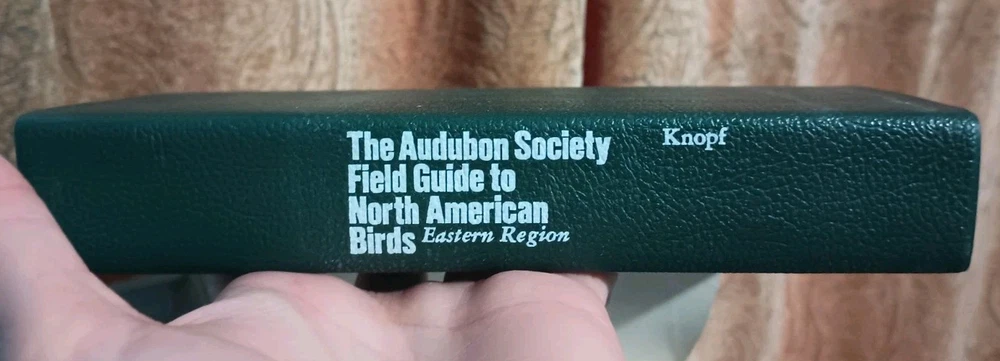 The Audubon Society
Field Guide to
North American
Birds Eastern Region
Knopf